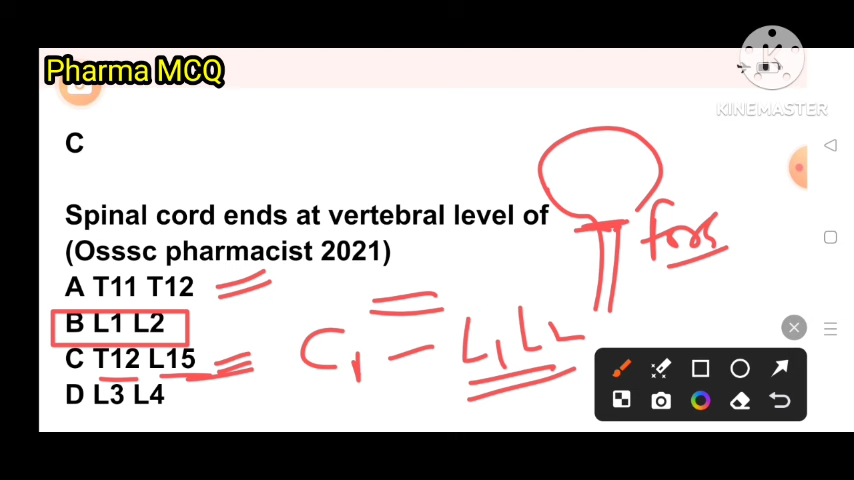 Pharma MCQ
KINEMASTER
C
Spinal cord ends at vertebral level of
(Osssc pharmacist 2021)
A T11 T12
B L1 L2
C T12 L15
D L3 L4
C1 — L1 L2